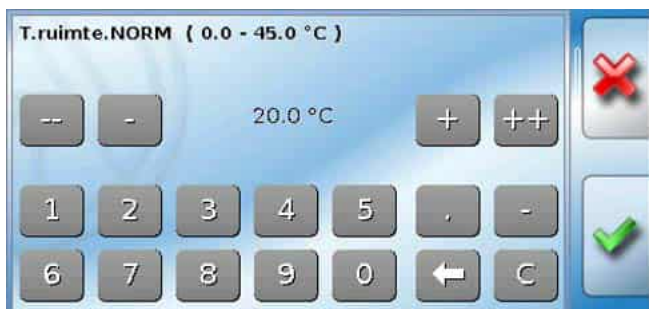 T.ruimte.NORM ( 0.0 - 45.0 °C )
-- - 20.0 °C + ++
1 2 3 4 5 . -
6 7 8 9 0 ← C